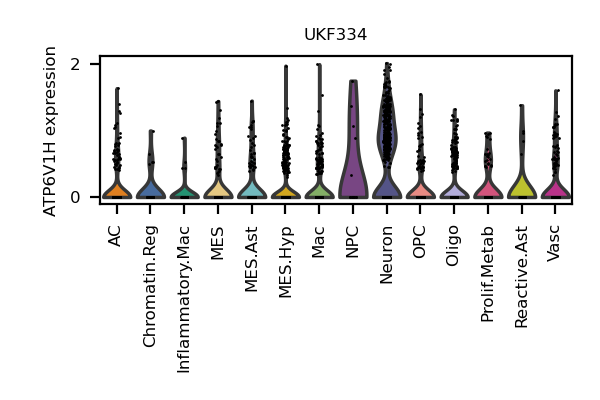 UKF334
ATP6V1H expression
2
0
AC
Chromatin.Reg
Inflammatory.Mac
MES
MES.Ast
MES.Hyp
Mac
NPC
Neuron
OPC
Oligo
Prolif.Metab
Reactive.Ast
Vasc